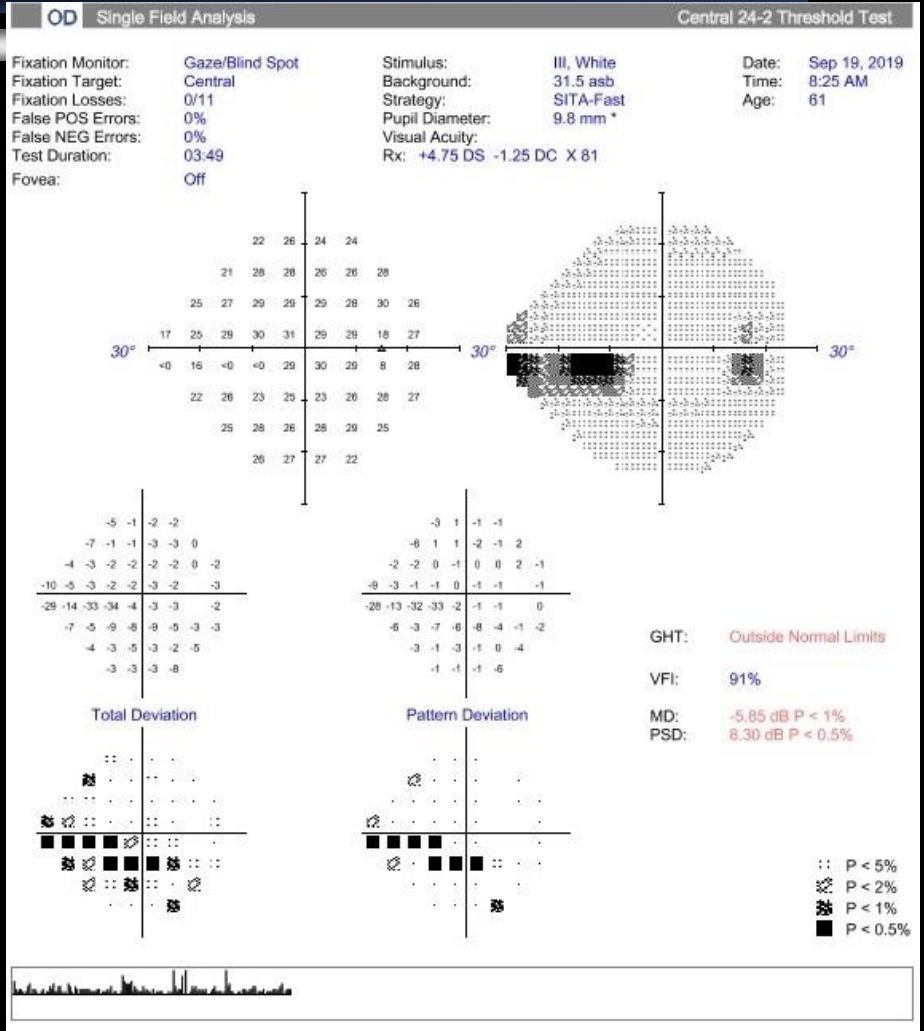 OD Single Field Analysis Central 24-2 Threshold Test
Fixation Monitor: Gaze/Blind Spot Stimulus: III, White Date: Sep 19, 2019
Fixation Target: Central Background: 31.5 asb Time: 8:25 AM
Fixation Losses: 0/11 Strategy: SITA-Fast Age: 61
False POS Errors: 0% Pupil Diameter: 9.8 mm *
False NEG Errors: 0% Visual Acuity:
Test Duration: 03:49 Rx: +4.75 DS -1.25 DC X 81
Fovea: Off
22 26 24 24
21 28 28 26 26 28
25 27 29 29 29 28 30 26
17 25 29 30 31 29 29 18 27
30° 30° 30°
<0 16 <0 <0 29 30 29 8 28
22 26 23 25 23 26 28 27
25 28 26 28 29 25
26 27 27 22
-5 -1 -2 -2 -3 1 -1 -1
-7 -1 -1 -3 -3 0 -6 1 1 -2 -1 2
-4 -3 -2 -2 -2 -2 0 -2 -2 -2 0 -1 0 0 2 -1
-10 -5 -3 -2 -2 -3 -2 -3 -9 -3 -1 -1 0 -1 -1 -1
-29 -14 -33 -34 -4 -3 -3 -2 -28 -13 -32 -33 -2 -1 -1 0
-7 -5 -9 -8 -9 -5 -3 -3 -6 -3 -7 -6 -8 -4 -1 -2
-4 -3 -5 -3 -2 -5 -3 -1 -3 -1 0 -4
-3 -3 -3 -8 -1 -1 -1 -6
GHT: Outside Normal Limits
VFI: 91%
Total Deviation Pattern Deviation MD: -5.85 dB P < 1%
PSD: 8.30 dB P < 0.5%
P < 5%
P < 2%
P < 1%
P < 0.5%